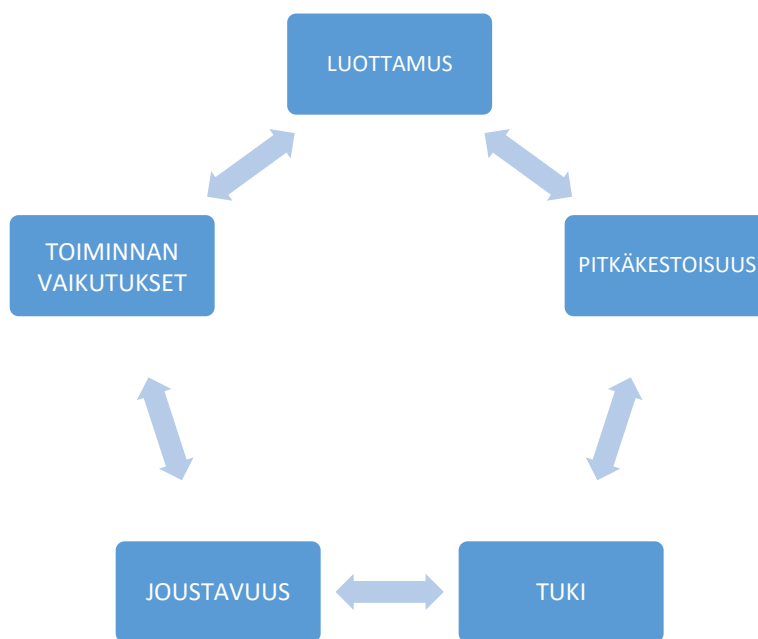 LUOTTAMUS
TOIMINNAN
VAIKUTUKSET
PITKÄKESTOISUUS
JOUSTAVUUS
TUKI